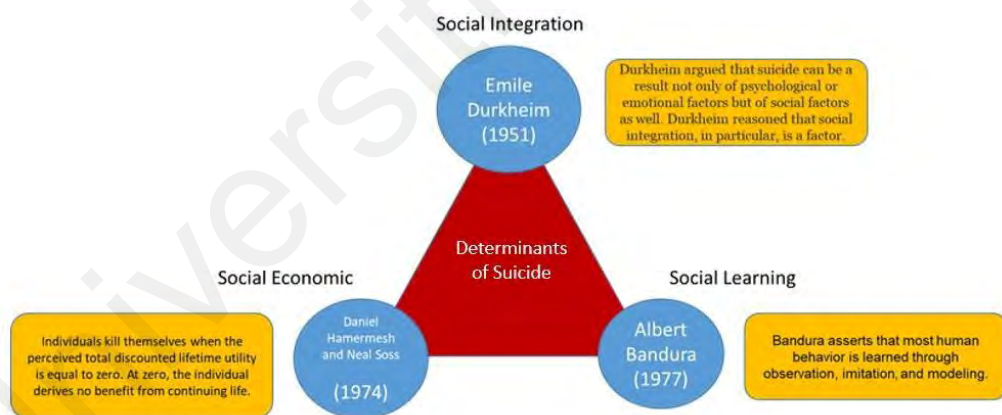 Social Integration
Emile
Durkheim
(1951)
Durkheim argued that suicide can be a
result not only of psychological or
emotional factors but of social factors
as well. Durkheim reasoned that social
integration, in particular, is a factor.
Determinants
of Suicide
Social Economic
Daniel
Hamermesh
and Neal Soss
(1974)
Individuals kill themselves when the
perceived total discounted lifetime utility
is equal to zero. At zero, the individual
derives no benefit from continuing life.
Social Learning
Albert
Bandura
(1977)
Bandura asserts that most human
behavior is learned through
observation, imitation, and modeling.